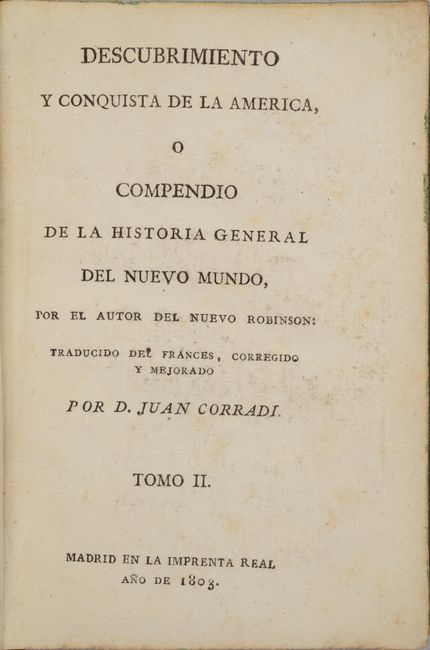 DESCUBRIMIENTO
Y CONQUISTA DE LA AMERICA,
O
COMPENDIO
DE LA HISTORIA GENERAL
DEL NUEVO MUNDO,
POR EL AUTOR DEL NUEVO ROBINSON:
TRADUCIDO DEL FRANCES, CORREGIDO
Y MEJORADO
POR D. JUAN CORRADI.
TOMO II.
MADRID EN LA IMPRENTA REAL
AÑO DE 1803.